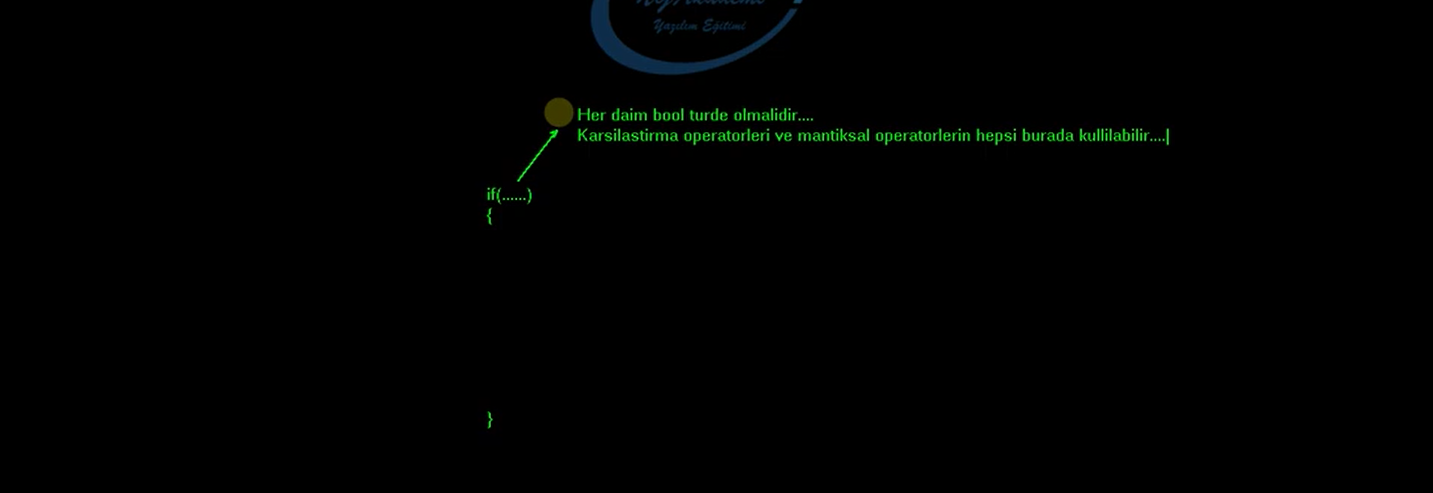 Yazılım Eğitimi
Her daim bool turde olmalidir....
Karsilastirma operatorleri ve mantiksal operatorlerin hepsi burada kullilabilir....
if(......)
{
}